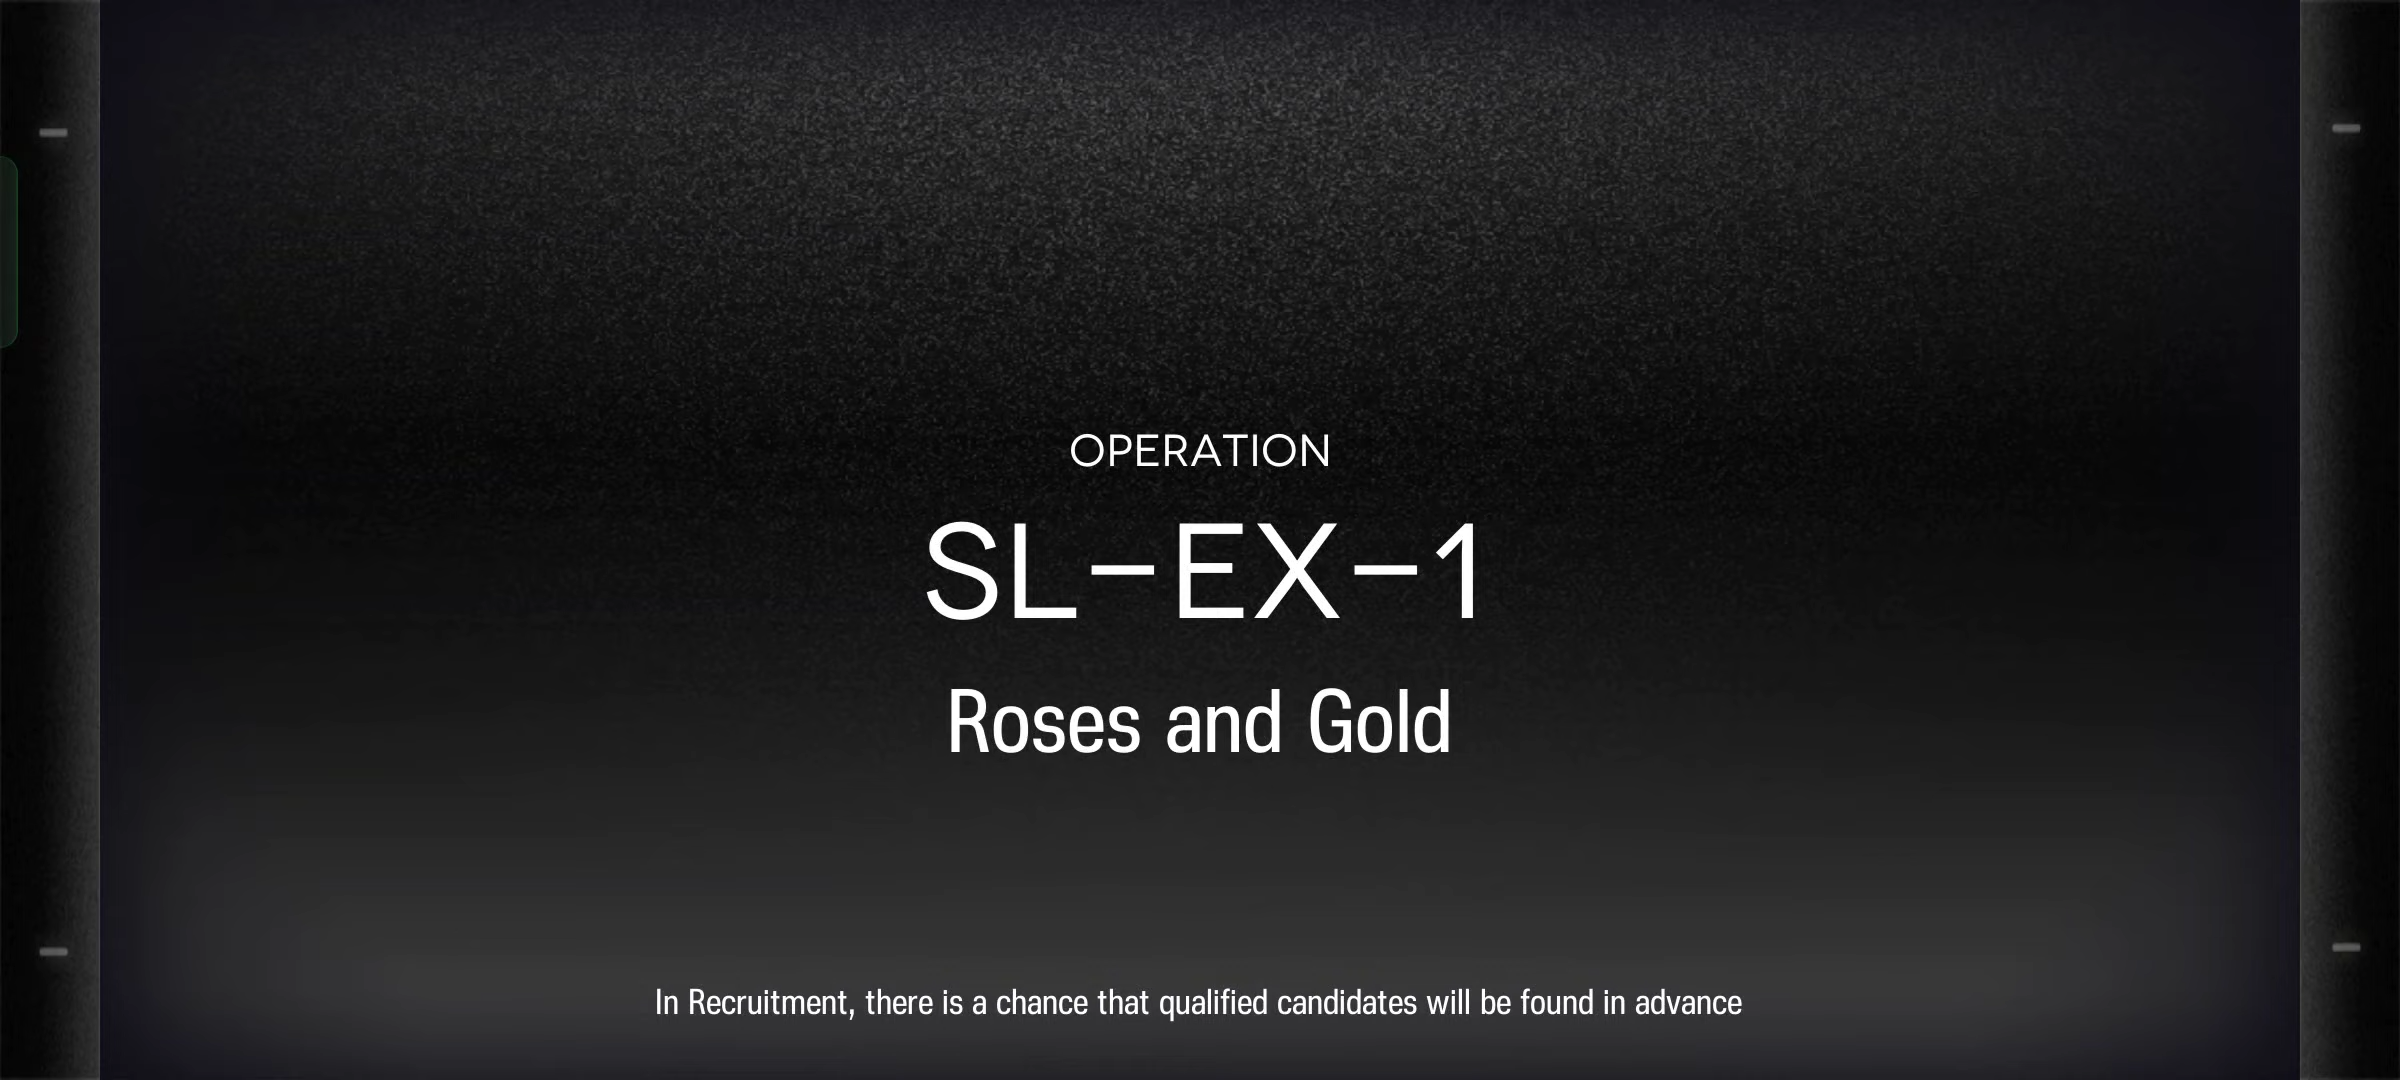 OPERATION
SL-EX-1
Roses and Gold
In Recruitment, there is a chance that qualified candidates will be found in advance